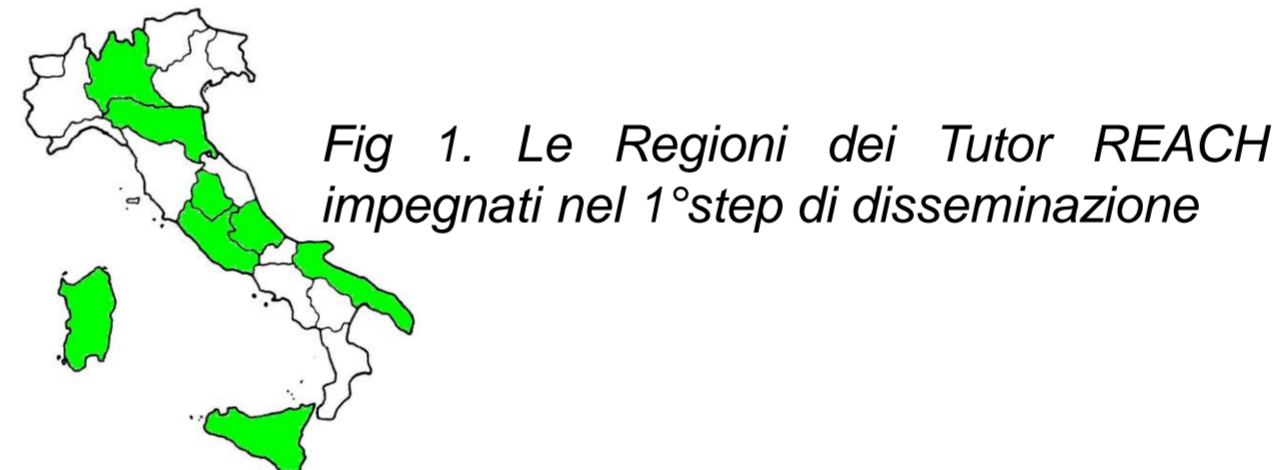 Fig 1. Le Regioni dei Tutor REACH
impegnati nel 1°step di disseminazione